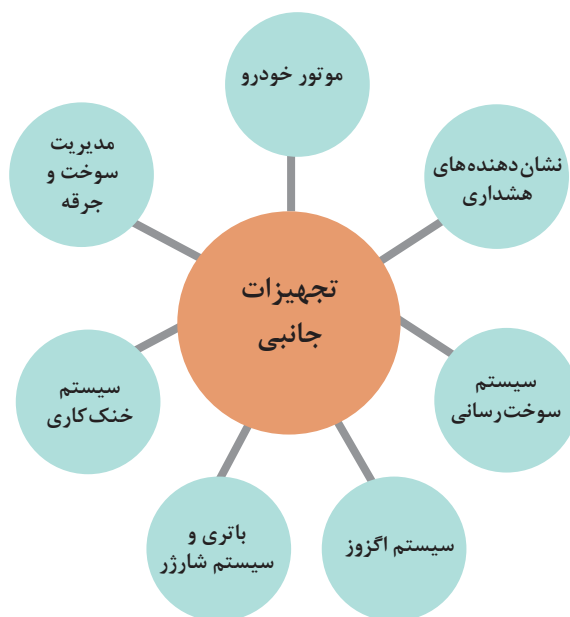 موتور خودرو
نشان‌دهنده‌های
هشداری
مدیریت
سوخت و
جرقه
تجهیزات
جانبی
سیستم
سوخت‌رسانی
سیستم
خنک‌کاری
باتری و
سیستم شارژر
سیستم اگزوز